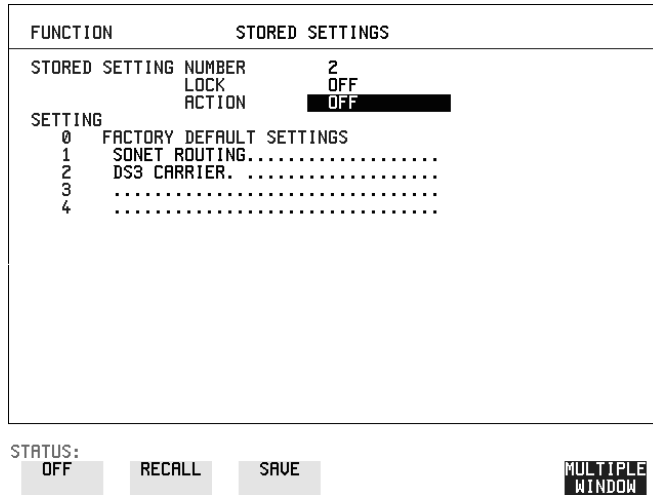 FUNCTION STORED SETTINGS
STORED SETTING NUMBER 2
LOCK OFF
ACTION OFF
SETTING
0 FACTORY DEFAULT SETTINGS
1 SONET ROUTING...................
2 DS3 CARRIER. ...................
3 ................................
4 ................................
STATUS:
OFF RECALL SAVE MULTIPLE WINDOW